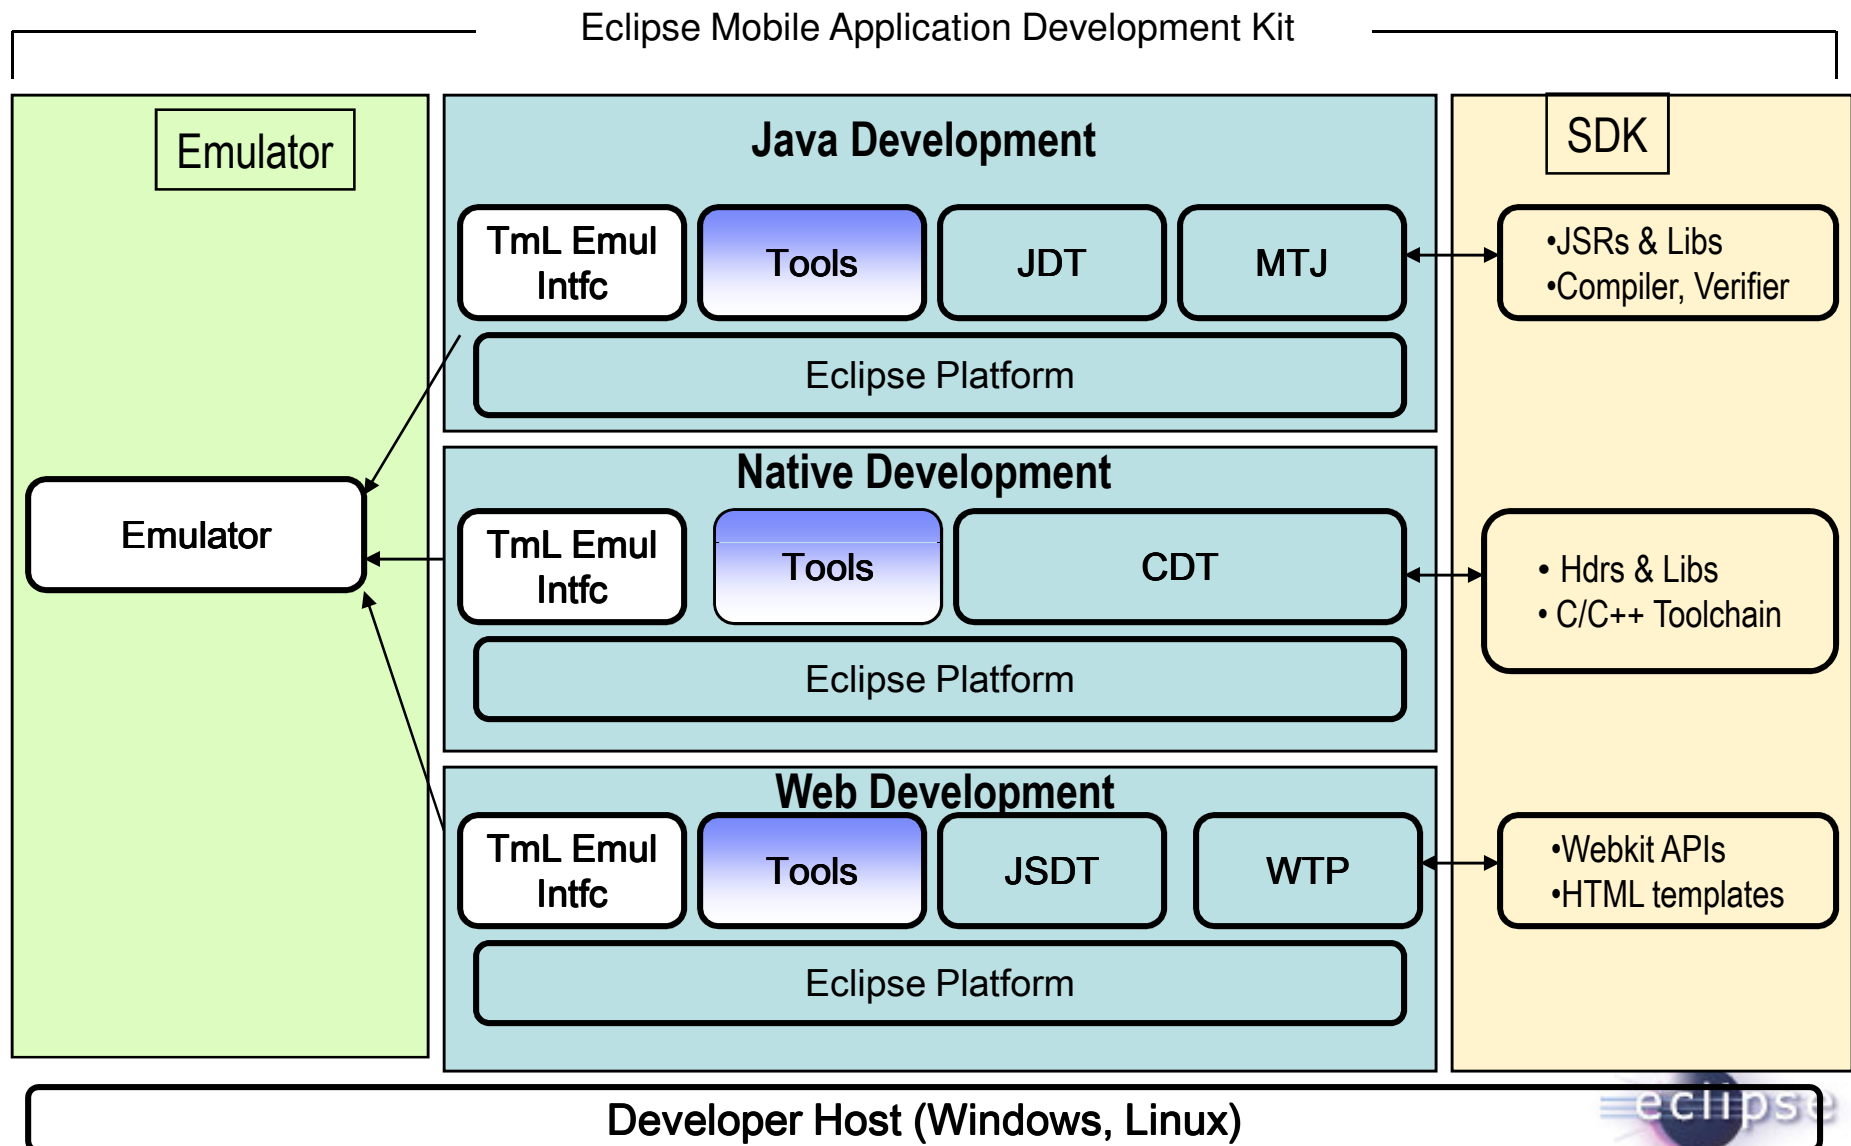 Eclipse Mobile Application Development Kit
Emulator
Java Development
SDK
TmL Emul
Intfc
Tools
JDT
MTJ
•JSRs & Libs
•Compiler, Verifier
Eclipse Platform
Emulator
Native Development
TmL Emul
Intfc
Tools
CDT
• Hdrs & Libs
• C/C++ Toolchain
Eclipse Platform
Web Development
TmL Emul
Intfc
Tools
JSDT
WTP
•Webkit APIs
•HTML templates
Eclipse Platform
Developer Host (Windows, Linux)
eclipse